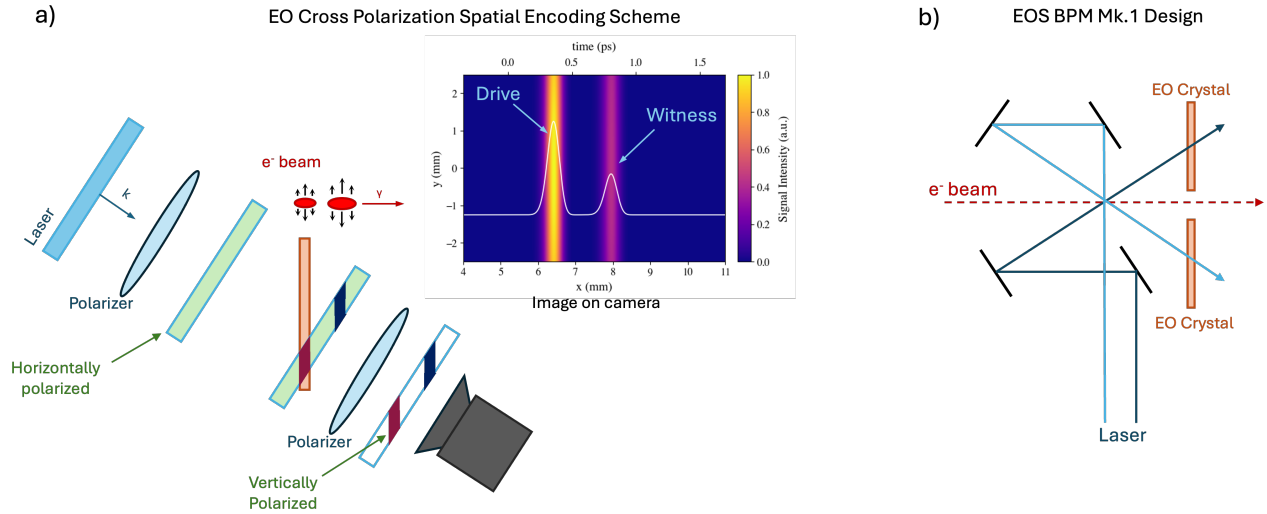 a)
EO Cross Polarization Spatial Encoding Scheme
Laser
k
Polarizer
Horizontally
polarized
e- beam
γ
Polarizer
Vertically
Polarized
time (ps)
0.0 0.5 1.0 1.5
Drive
Witness
y (mm)
2
1
0
−1
−2
4 5 6 7 8 9 10 11
x (mm)
1.0
0.8
0.6
0.4
0.2
0.0
Signal Intensity (a.u.)
Image on camera
b)
EOS BPM Mk.1 Design
EO Crystal
e- beam
EO Crystal
Laser